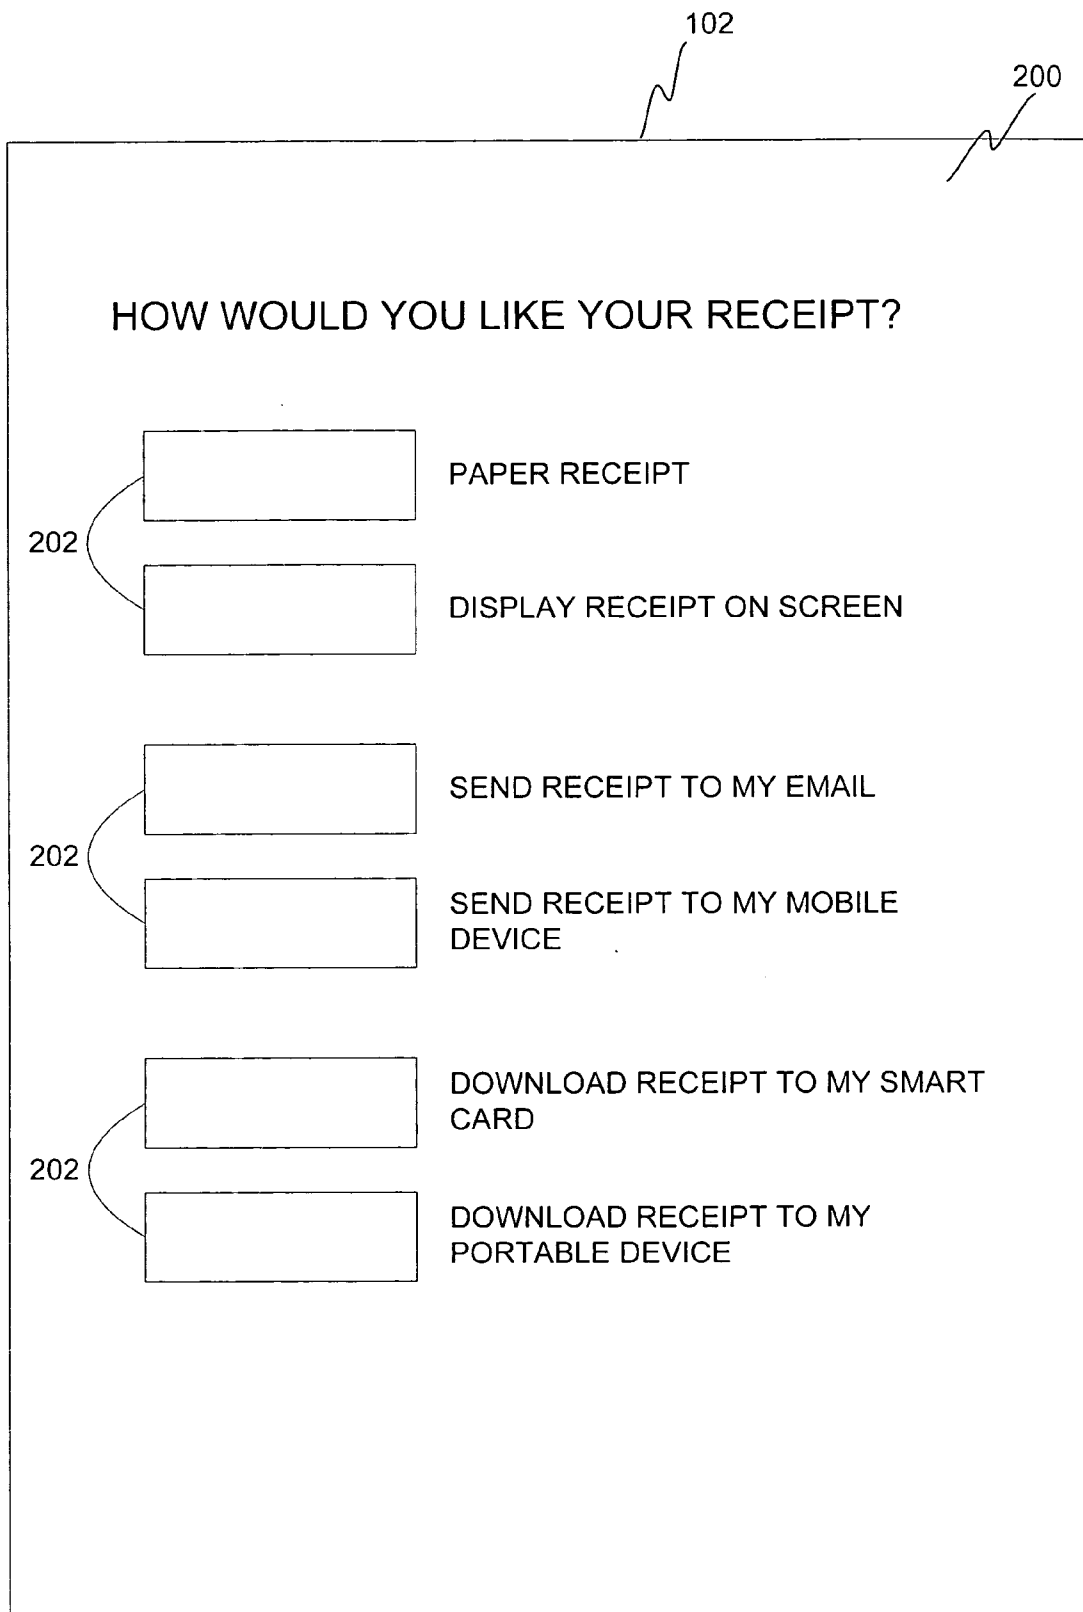 102
200
HOW WOULD YOU LIKE YOUR RECEIPT?
PAPER RECEIPT
202
DISPLAY RECEIPT ON SCREEN
SEND RECEIPT TO MY EMAIL
202
SEND RECEIPT TO MY MOBILE
DEVICE
DOWNLOAD RECEIPT TO MY SMART
CARD
202
DOWNLOAD RECEIPT TO MY
PORTABLE DEVICE